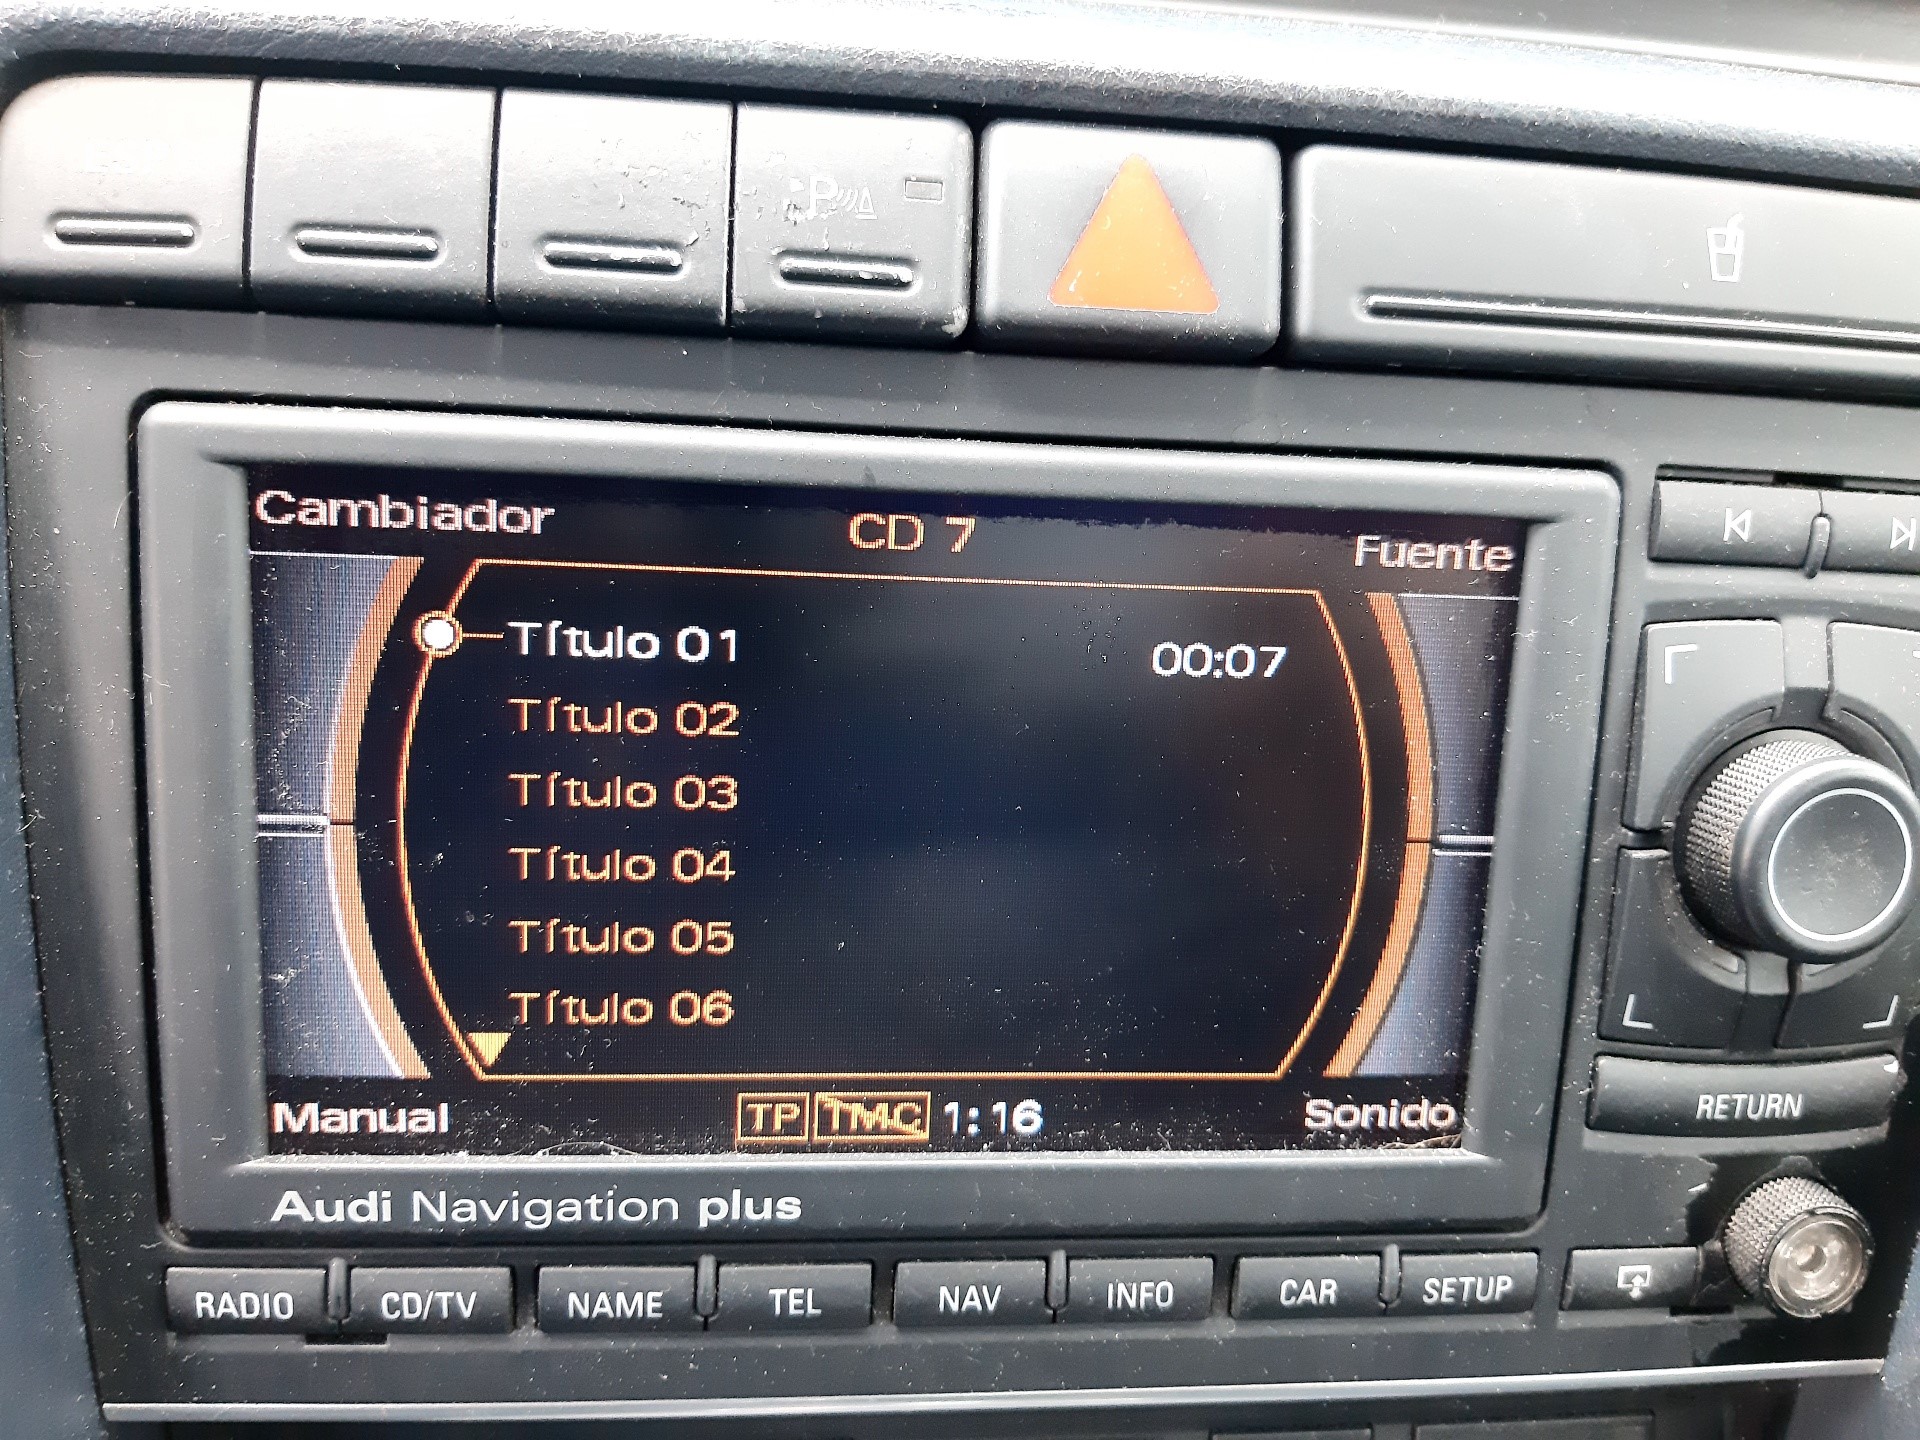 P
Cambiador
CD 7
Fuente
Título 01
00:07
Título 02
Título 03
Título 04
Título 05
Título 06
Manual
TP TMC 1:16
Sonido
RETURN
Audi Navigation plus
RADIO CD/TV NAME TEL NAV INFO CAR SETUP